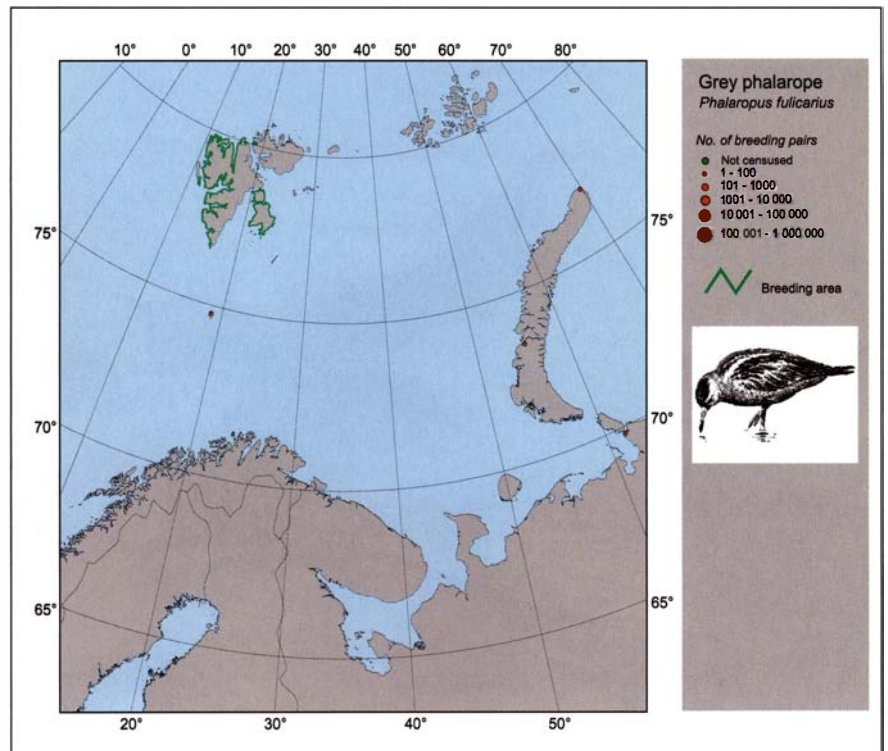 10° 0° 10° 20° 30° 40° 50° 60° 70° 80°
75° 75°
70° 70°
65° 65°
20° 30° 40° 50°
Grey phalarope
Phalaropus fulicarius
No. of breeding pairs
Not censused
1 - 100
101 - 1000
1001 - 10 000
10 001 - 100 000
100 001 - 1 000 000
Breeding area